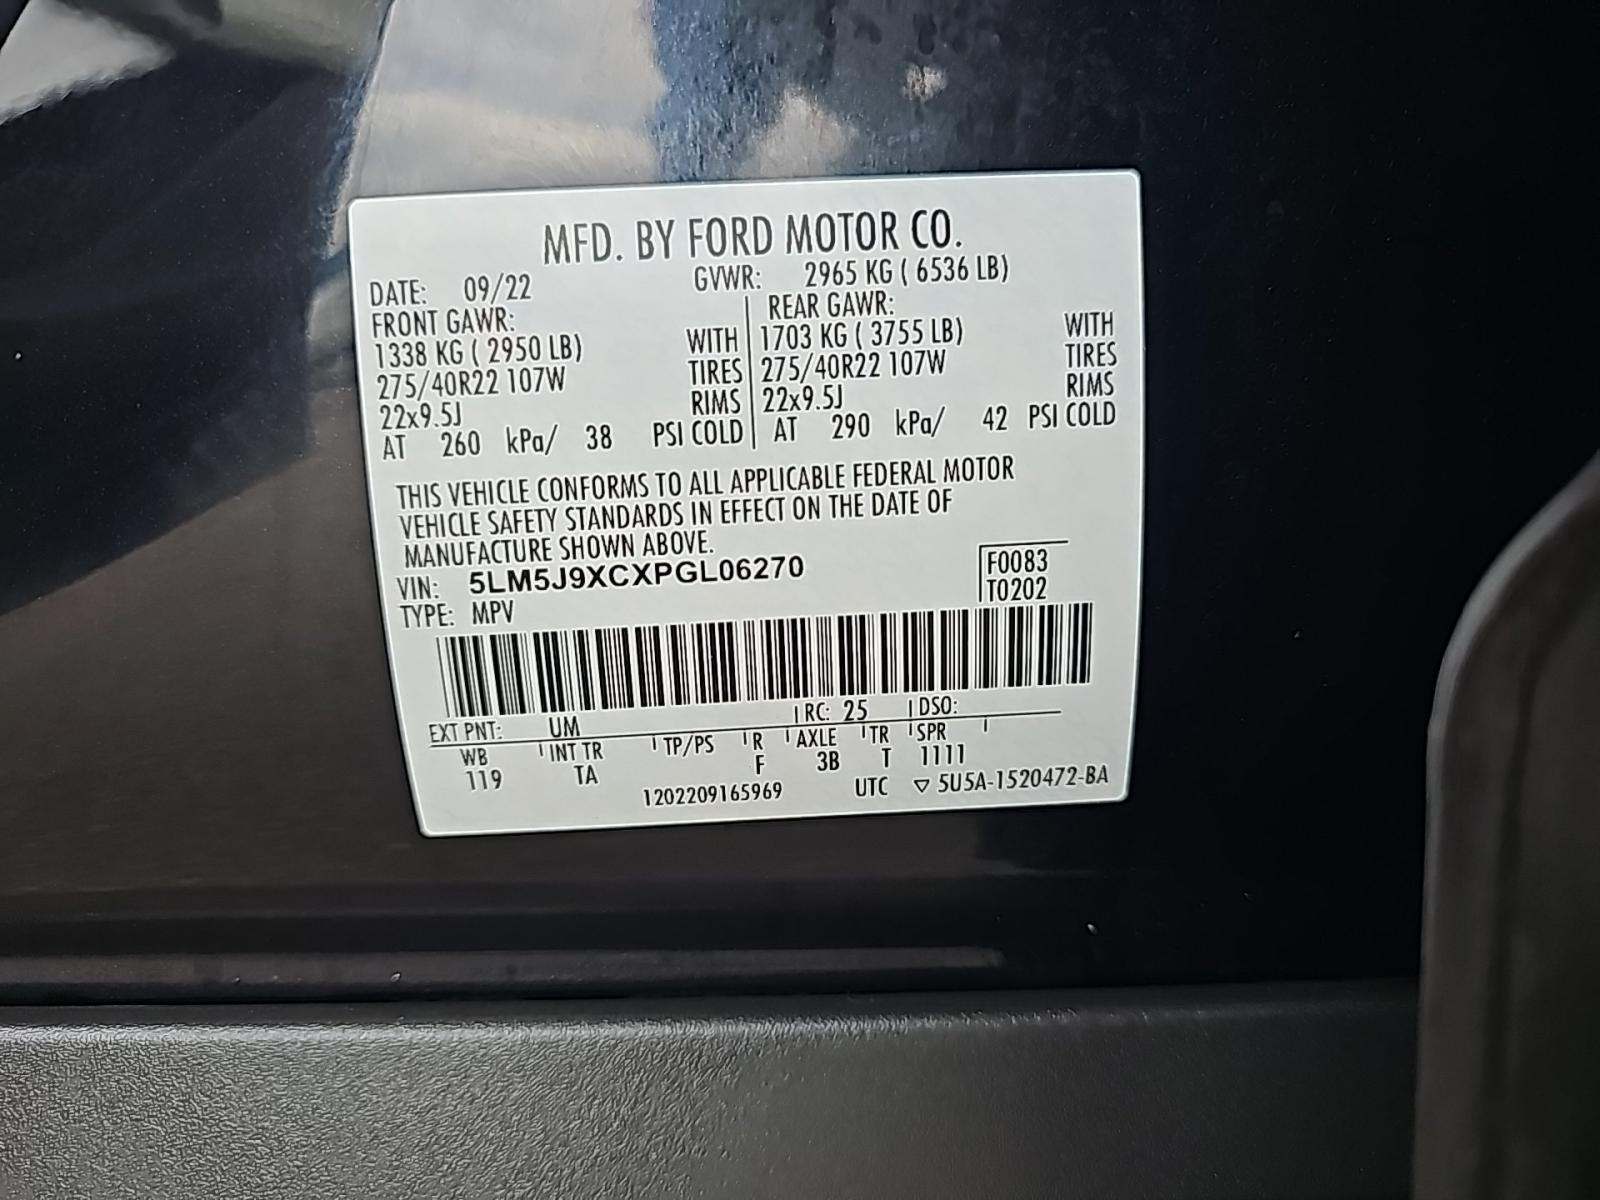 MFD. BY FORD MOTOR CO.
DATE: 09/22 GVWR: 2965 KG ( 6536 LB)
FRONT GAWR: REAR GAWR:
1338 KG ( 2950 LB) WITH 1703 KG ( 3755 LB) WITH
275/40R22 107W TIRES 275/40R22 107W TIRES
22x9.5J RIMS 22x9.5J RIMS
AT 260 kPa/ 38 PSI COLD AT 290 kPa/ 42 PSI COLD
THIS VEHICLE CONFORMS TO ALL APPLICABLE FEDERAL MOTOR
VEHICLE SAFETY STANDARDS IN EFFECT ON THE DATE OF
MANUFACTURE SHOWN ABOVE.
VIN: 5LM5J9XCXPGL06270 F0083
TYPE: MPV T0202
EXT PNT: UM RC: 25 DSO:
WB INT TR TP/PS R AXLE TR SPR
119 TA F 3B T 1111
1202209165969 UTC ▽ 5U5A-1520472-BA